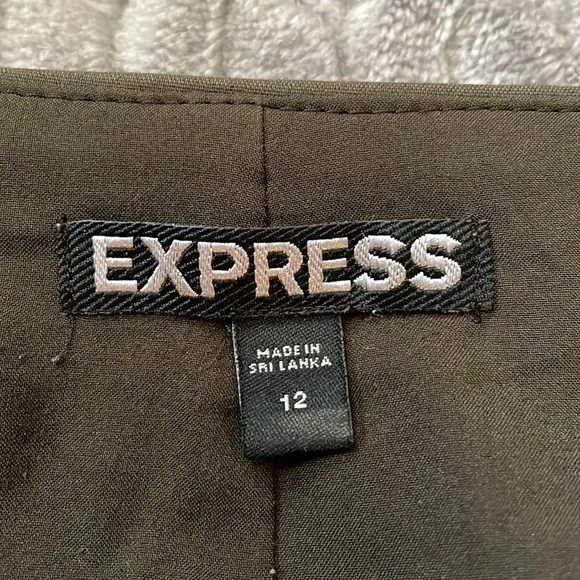 EXPRESS
MADE IN
SRI LANKA
12